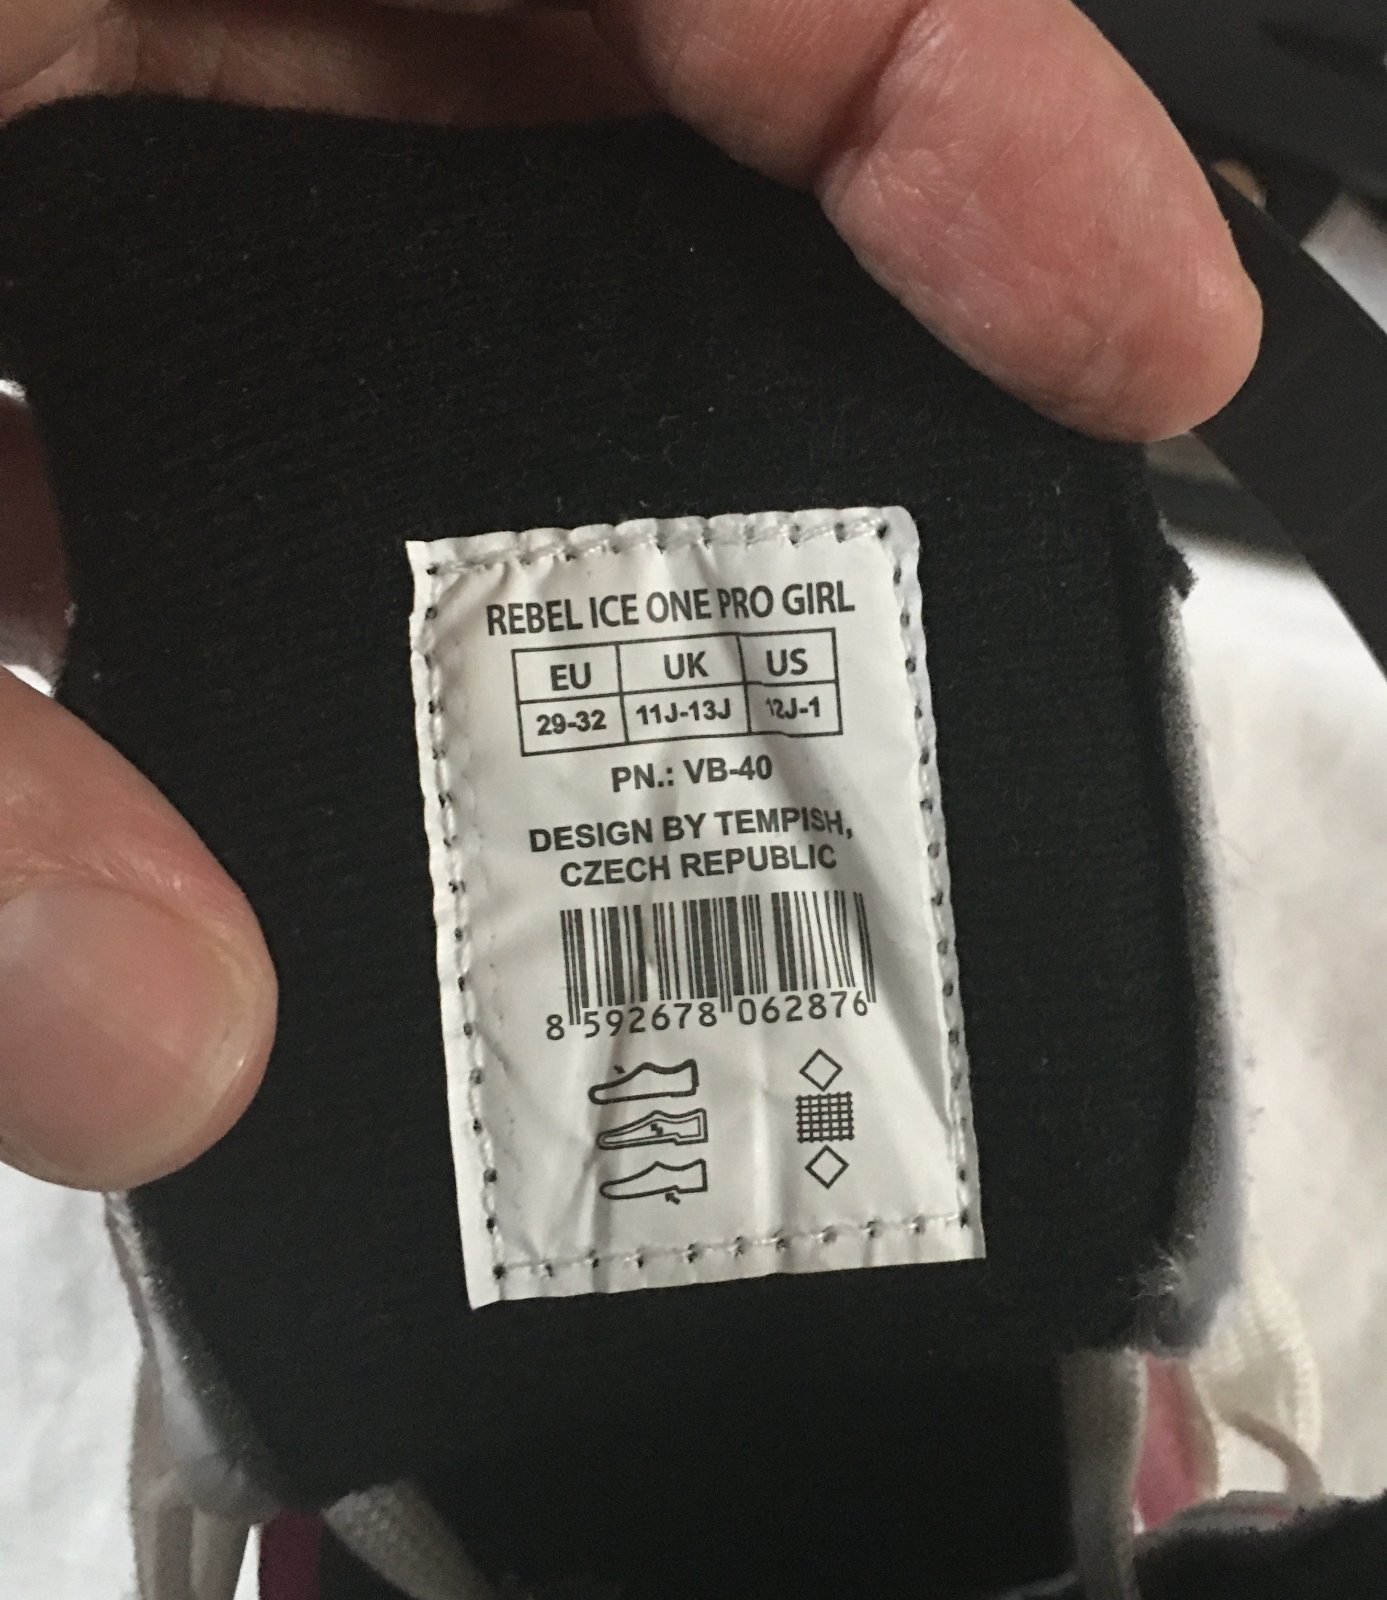 REBEL ICE ONE PRO GIRL
EU UK US
29-32 11J-13J 12J-1
PN.: VB-40
DESIGN BY TEMPISH,
CZECH REPUBLIC
8 592678 062876